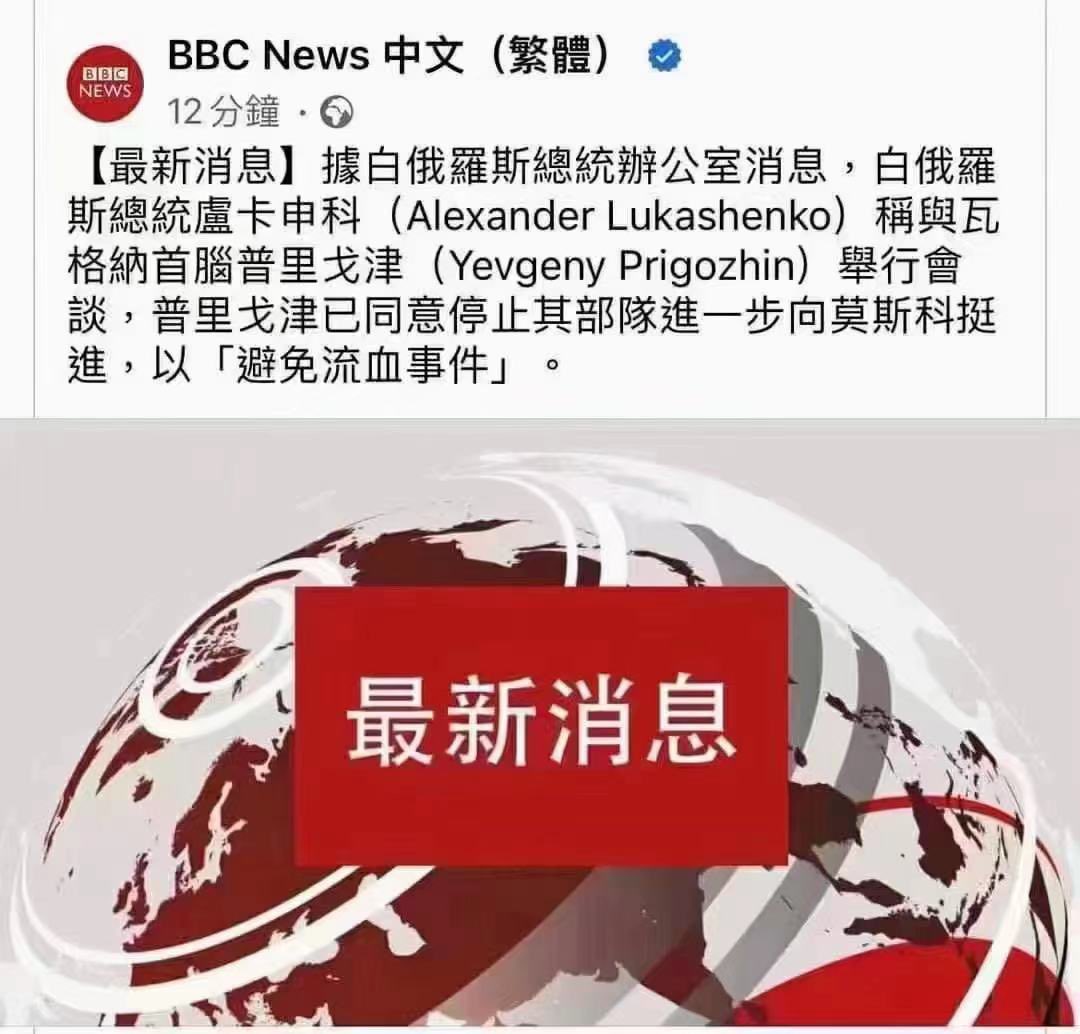 BBC NEWS
BBC News 中文（繁體）
12 分鐘 ·
【最新消息】據白俄羅斯總統辦公室消息，白俄羅
斯總統盧卡申科（Alexander Lukashenko）稱與瓦
格納首腦普里戈津（Yevgeny Prigozhin）舉行會
談，普里戈津已同意停止其部隊進一步向莫斯科挺
進，以「避免流血事件」。
最新消息